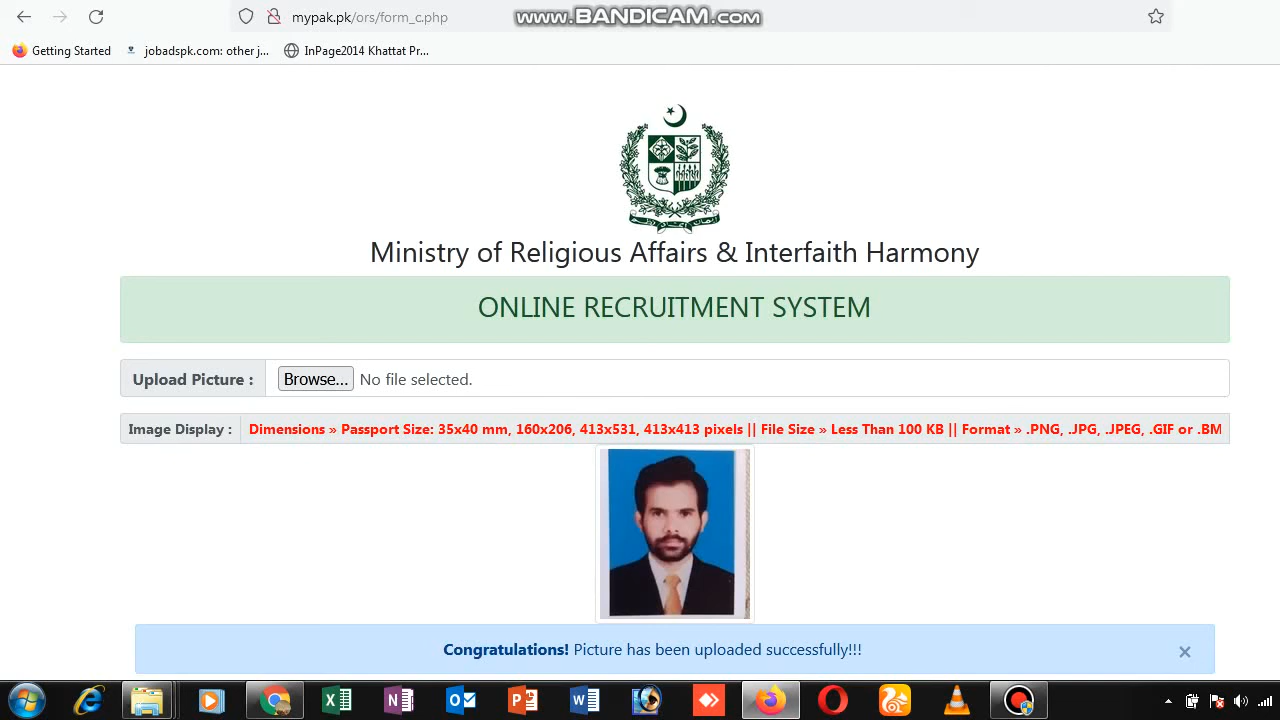 mypak.pk/ors/form_c.php
www.BANDICAM.com
Getting Started
jobadspk.com: other j...
InPage2014 Khattat Pr...
Ministry of Religious Affairs & Interfaith Harmony
ONLINE RECRUITMENT SYSTEM
Upload Picture : Browse... No file selected.
Image Display : Dimensions » Passport Size: 35x40 mm, 160x206, 413x531, 413x413 pixels || File Size » Less Than 100 KB || Format » .PNG, .JPG, .JPEG, .GIF or .BM
Congratulations! Picture has been uploaded successfully!!! ×